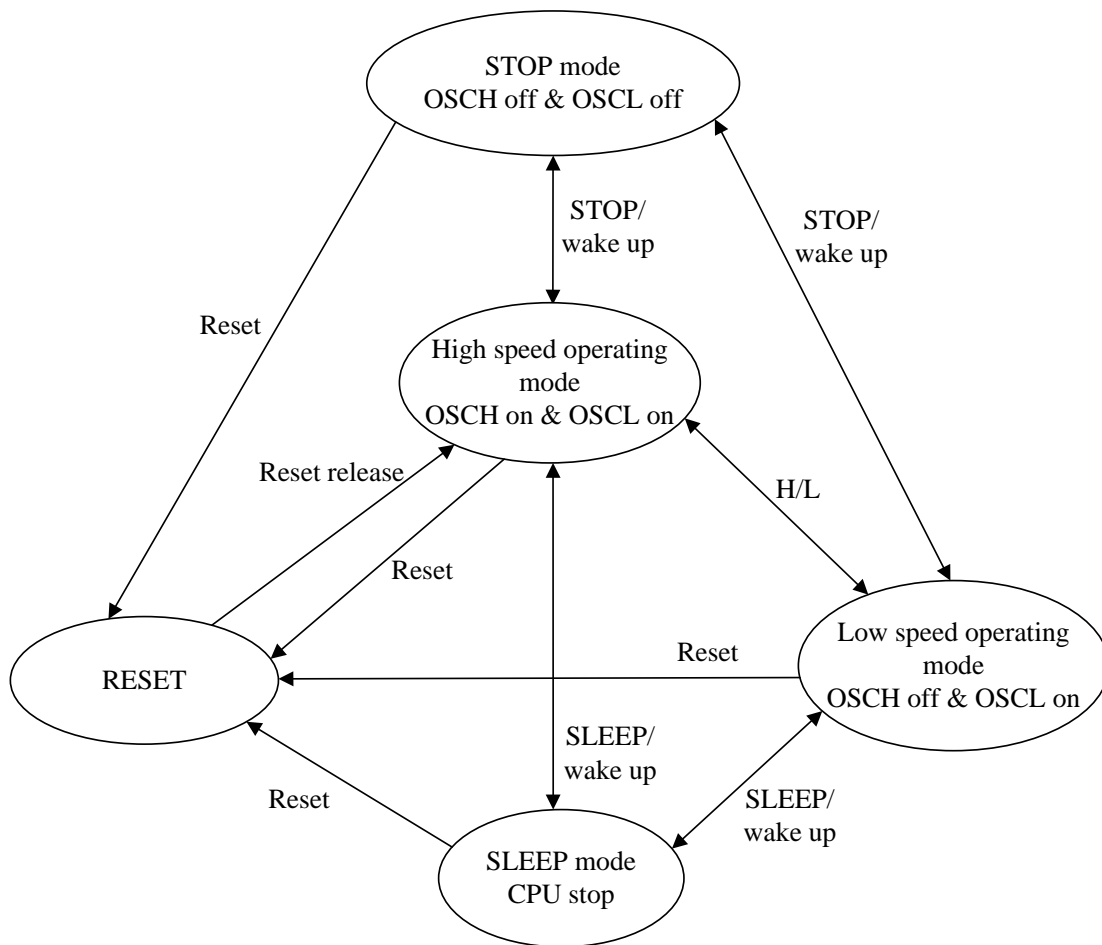 STOP mode
OSCH off & OSCL off
STOP/
wake up
STOP/
wake up
Reset
High speed operating
mode
OSCH on & OSCL on
Reset release
H/L
Reset
Low speed operating
mode
OSCH off & OSCL on
Reset
RESET
SLEEP/
wake up
Reset
SLEEP/
wake up
SLEEP mode
CPU stop